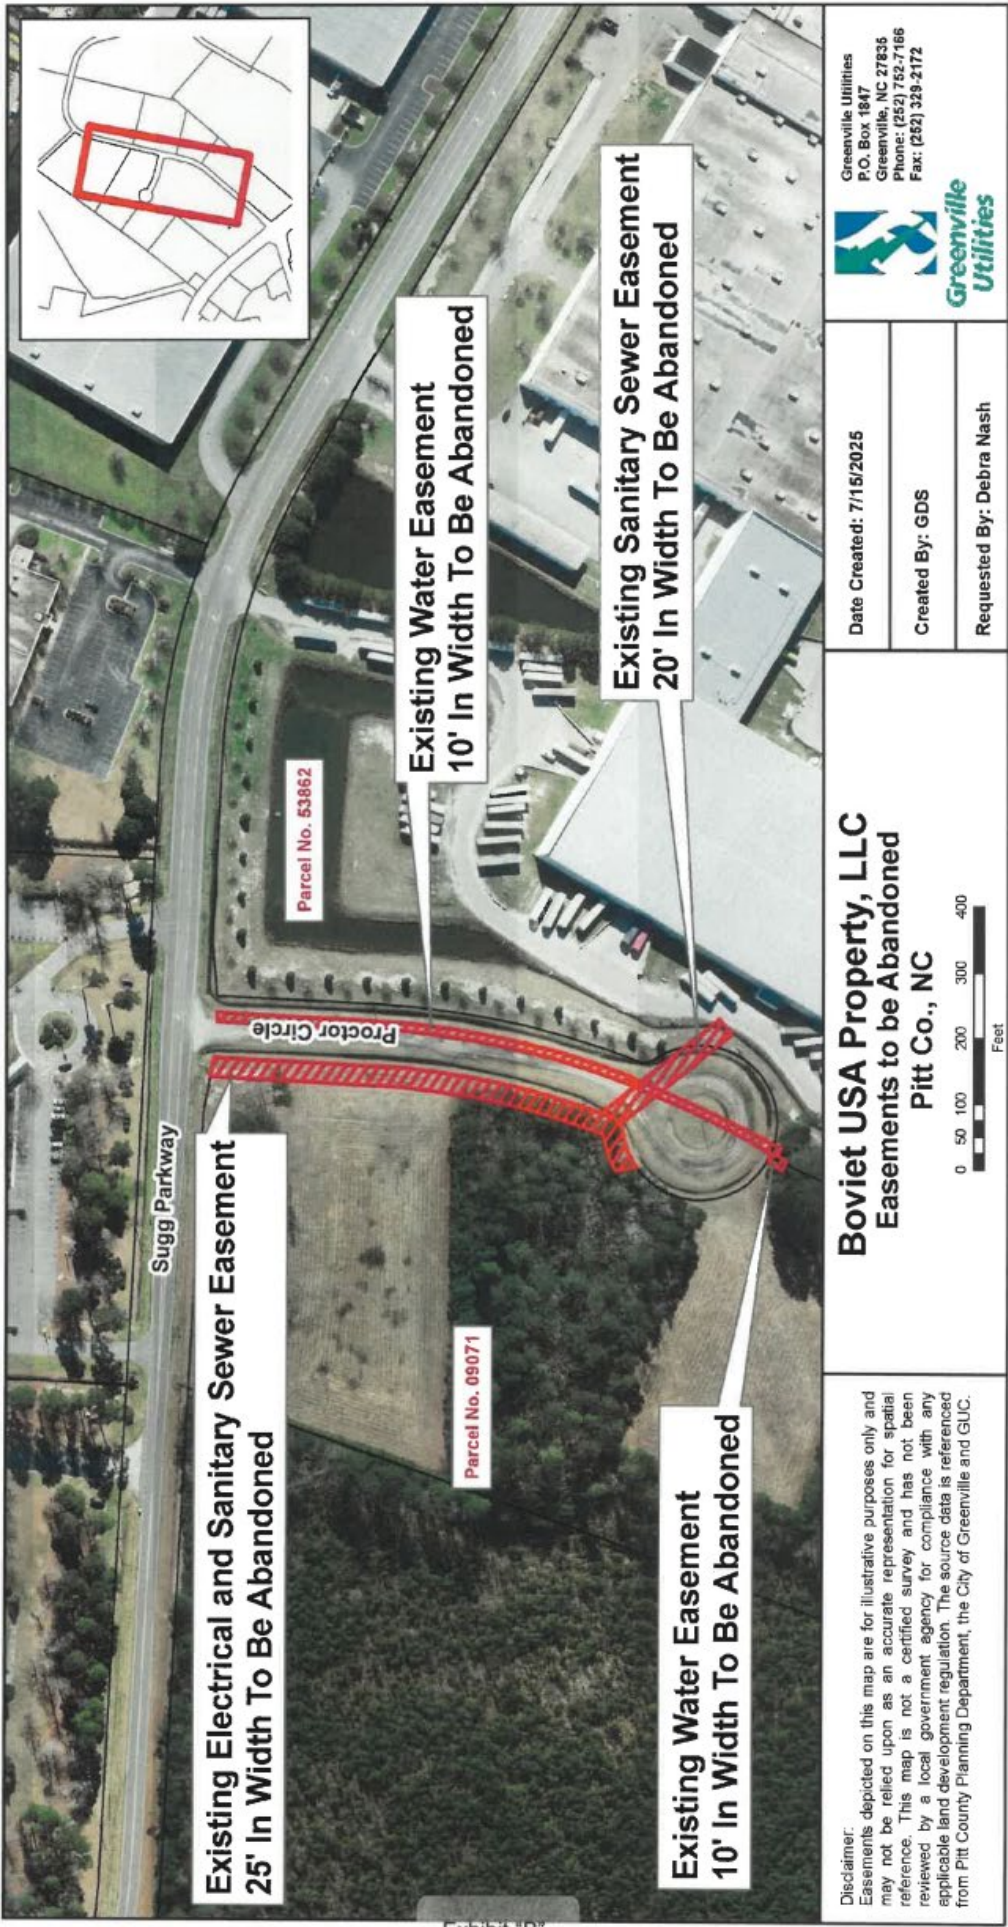 Existing Electrical and Sanitary Sewer Easement
25' In Width To Be Abandoned
Sugg Parkway
Proctor Circle
Parcel No. 53862
Existing Water Easement
10' In Width To Be Abandoned
Existing Sanitary Sewer Easement
20' In Width To Be Abandoned
Parcel No. 09071
Existing Water Easement
10' In Width To Be Abandoned
Disclaimer:
Easements depicted on this map are for illustrative purposes only and
may not be relied upon as an accurate representation for spatial
reference. This map is not a certified survey and has not been
reviewed by a local government agency for compliance with any
applicable land development regulation. The source data is referenced
from Pitt County Planning Department, the City of Greenville and GUC.
Boviet USA Property, LLC
Easements to be Abandoned
Pitt Co., NC
0 50 100 200 300 400
Feet
Date Created: 7/15/2025
Created By: GDS
Requested By: Debra Nash
Greenville Utilities
P.O. Box 1847
Greenville, NC 27835
Phone: (252) 752-7166
Fax: (252) 329-2172
Greenville
Utilities